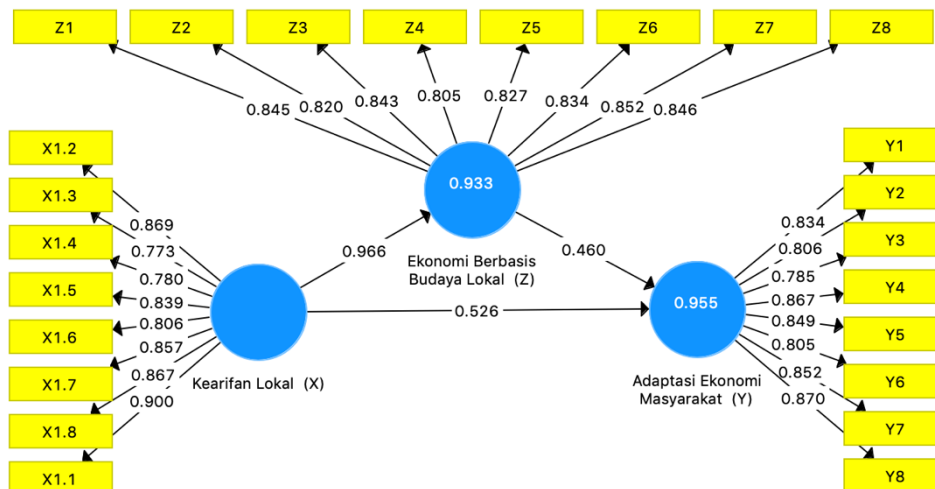 Z1
Z2
Z3
Z4
Z5
Z6
Z7
Z8
0.845
0.820
0.843
0.805
0.827
0.834
0.852
0.846
X1.2
X1.3
X1.4
X1.5
X1.6
X1.7
X1.8
X1.1
0.869
0.773
0.780
0.839
0.806
0.857
0.867
0.900
Kearifan Lokal (X)
0.966
0.933
Ekonomi Berbasis
Budaya Lokal (Z)
0.460
0.526
0.955
Adaptasi Ekonomi
Masyarakat (Y)
0.834
0.806
0.785
0.867
0.849
0.805
0.852
0.870
Y1
Y2
Y3
Y4
Y5
Y6
Y7
Y8